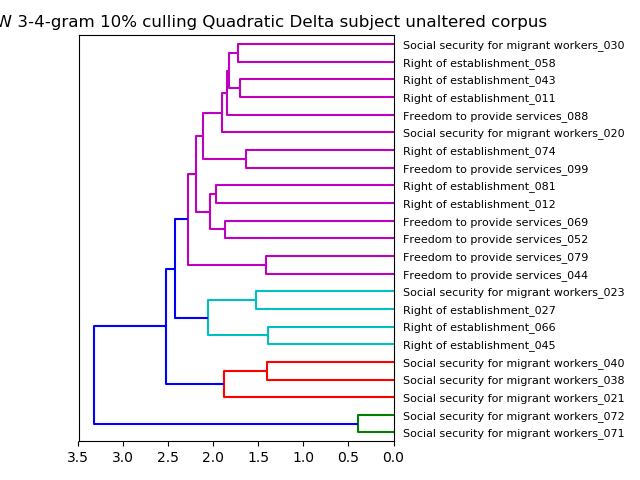 W 3-4-gram 10% culling Quadratic Delta subject unaltered corpus
Social security for migrant workers_030
Right of establishment_058
Right of establishment_043
Right of establishment_011
Freedom to provide services_088
Social security for migrant workers_020
Right of establishment_074
Freedom to provide services_099
Right of establishment_081
Right of establishment_012
Freedom to provide services_069
Freedom to provide services_052
Freedom to provide services_079
Freedom to provide services_044
Social security for migrant workers_023
Right of establishment_027
Right of establishment_066
Right of establishment_045
Social security for migrant workers_040
Social security for migrant workers_038
Social security for migrant workers_021
Social security for migrant workers_072
Social security for migrant workers_071
3.5 3.0 2.5 2.0 1.5 1.0 0.5 0.0